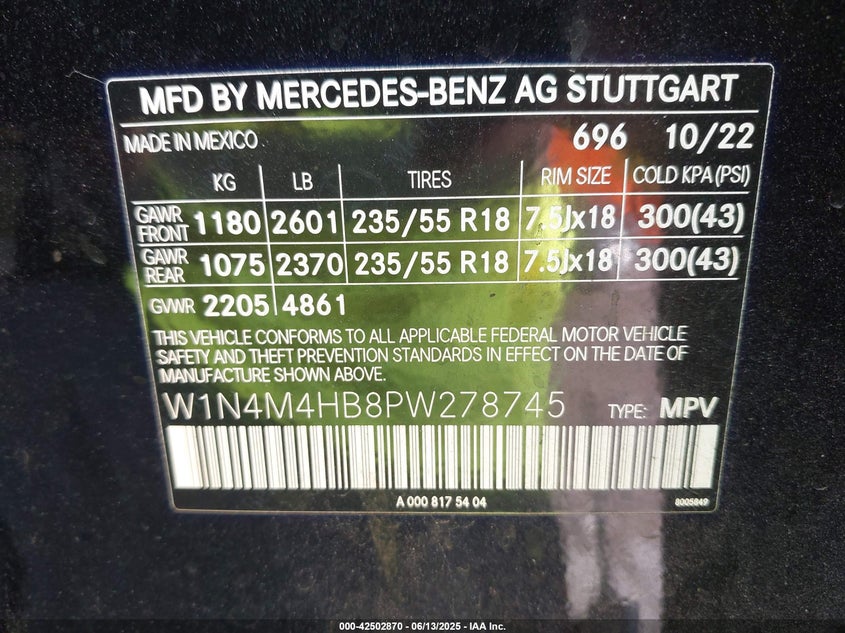 MFD BY MERCEDES-BENZ AG STUTTGART
MADE IN MEXICO 696 10/22
KG LB TIRES RIM SIZE COLD KPA (PSI)
GAWR FRONT 1180 2601 235/55 R18 7.5Jx18 300(43)
GAWR REAR 1075 2370 235/55 R18 7.5Jx18 300(43)
GVWR 2205 4861
THIS VEHICLE CONFORMS TO ALL APPLICABLE FEDERAL MOTOR VEHICLE
SAFETY AND THEFT PREVENTION STANDARDS IN EFFECT ON THE DATE OF
MANUFACTURE SHOWN ABOVE.
W1N4M4HB8PW278745 TYPE: MPV
A 000 817 54 04 8005849
000-42502870 - 06/13/2025 - IAA Inc.